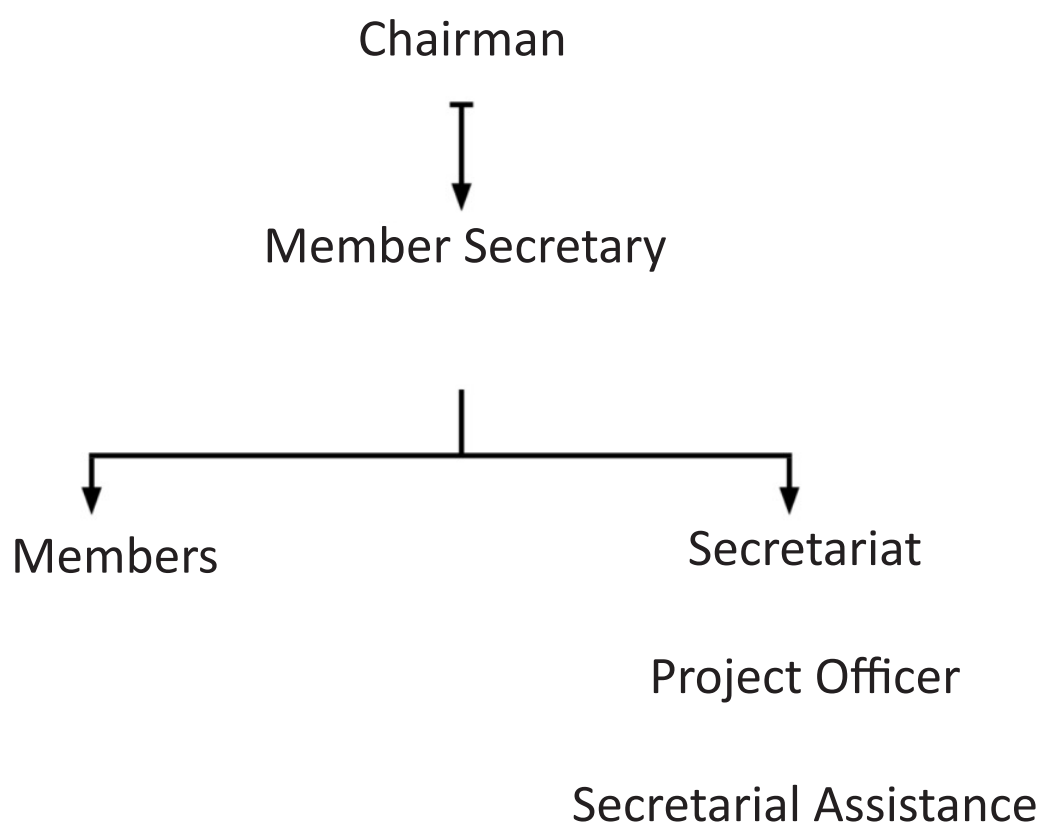 Chairman
Member Secretary
Members
Secretariat
Project Officer
Secretarial Assistance